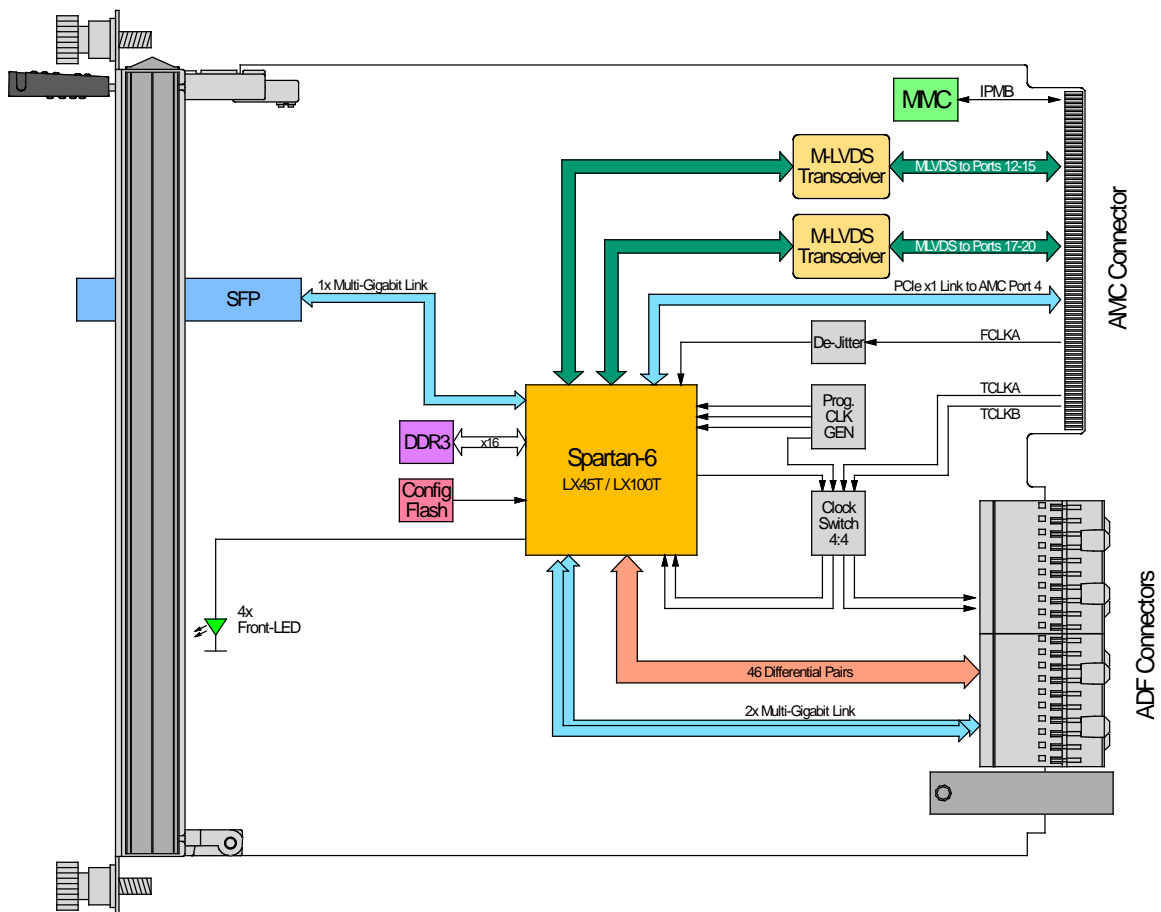 MMC
IPMB
M-LVDS
Transceiver
MLVDS to Ports 12-15
M-LVDS
Transceiver
MLVDS to Ports 17-20
AMC Connector
SFP
1x Multi-Gigabit Link
PCIe x1 Link to AMC Port 4
De-Jitter
FCLKA
Prog.
CLK
GEN
TCLKA
TCLKB
DDR3
x16
Spartan-6
LX45T / LX100T
Config
Flash
Clock
Switch
4:4
4x
Front-LED
46 Differential Pairs
2x Multi-Gigabit Link
ADF Connectors